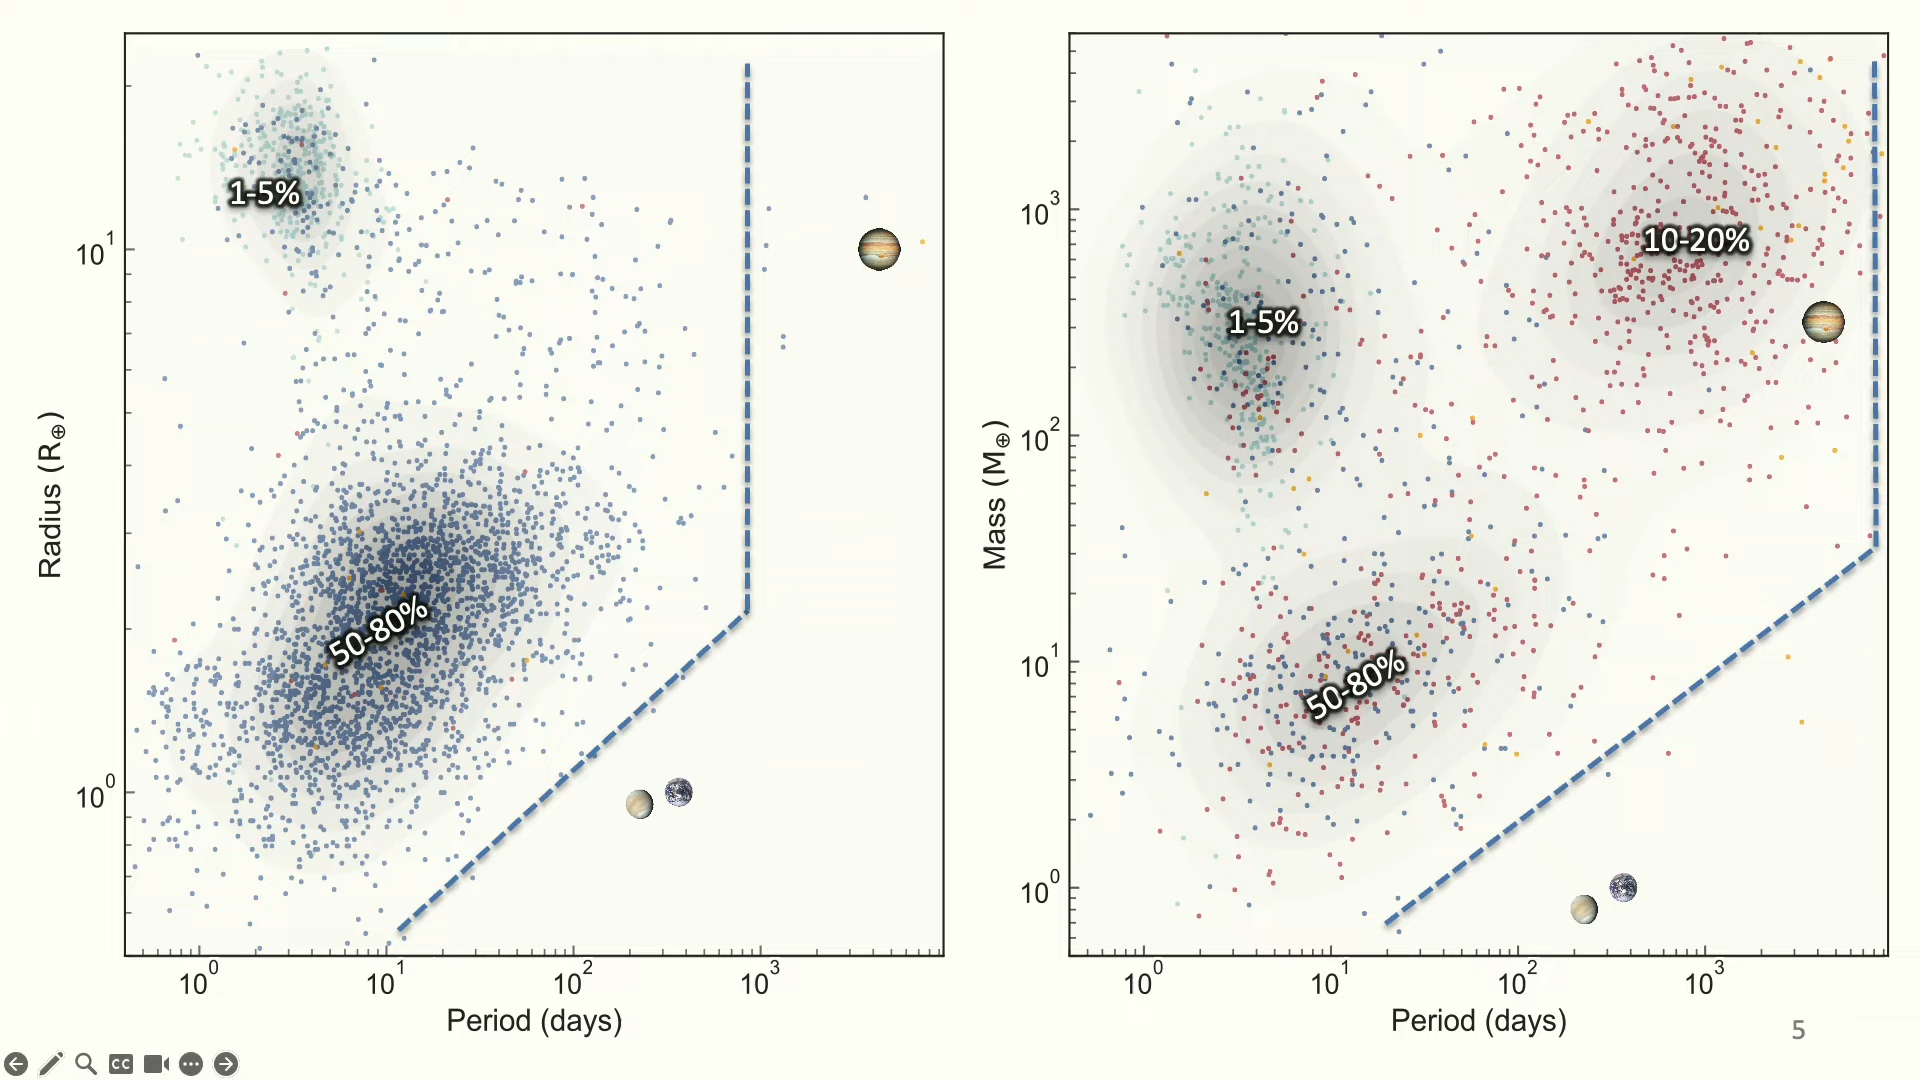 1-5%
50-80%
10¹
10⁰
Radius (R⊕)
10⁰ 10¹ 10² 10³
Period (days)
1-5%
10-20%
50-80%
10³
10²
10¹
10⁰
Mass (M⊕)
10⁰ 10¹ 10² 10³
Period (days)
5
CC